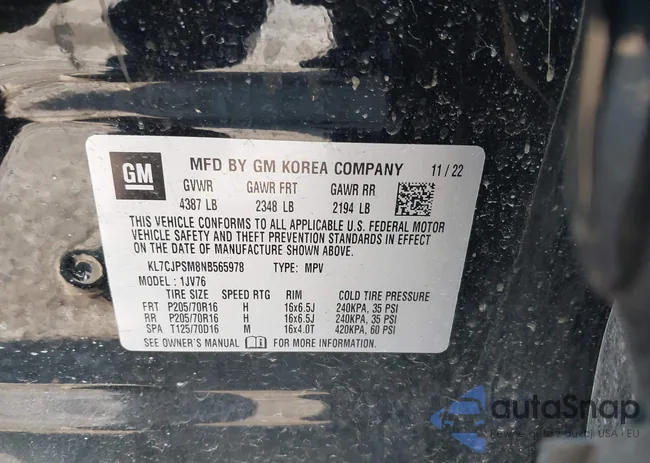 GM
MFD BY GM KOREA COMPANY 11 / 22
GVWR GAWR FRT GAWR RR
4387 LB 2348 LB 2194 LB
THIS VEHICLE CONFORMS TO ALL APPLICABLE U.S. FEDERAL MOTOR
VEHICLE SAFETY AND THEFT PREVENTION STANDARDS IN EFFECT
ON THE DATE OF MANUFACTURE SHOWN ABOVE.
KL7CJPSM8NB565978 TYPE: MPV
MODEL : 1JV76
TIRE SIZE SPEED RTG RIM COLD TIRE PRESSURE
FRT P205/70R16 H 16x6.5J 240KPA, 35 PSI
RR P205/70R16 H 16x6.5J 240KPA, 35 PSI
SPA T125/70D16 M 16x4.0T 420KPA, 60 PSI
SEE OWNER'S MANUAL i FOR MORE INFORMATION.
autoSnap
USA i EU